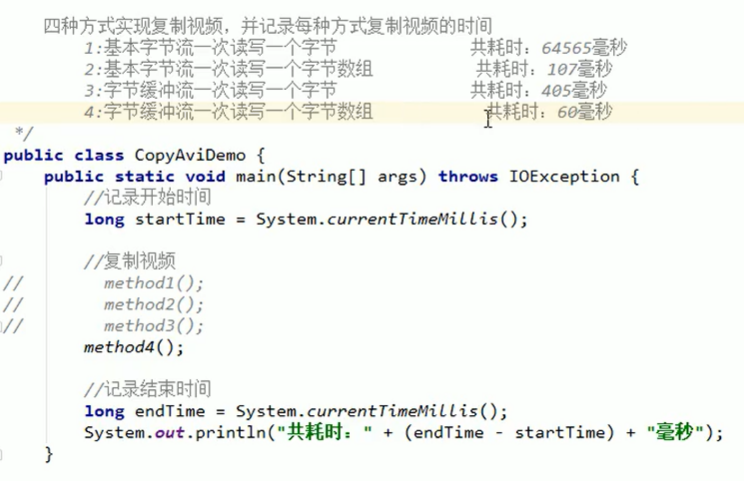 四种方式实现复制视频，并记录每种方式复制视频的时间
1:基本字节流一次读写一个字节 共耗时：64565毫秒
2:基本字节流一次读写一个字节数组 共耗时：107毫秒
3:字节缓冲流一次读写一个字节 共耗时：405毫秒
4:字节缓冲流一次读写一个字节数组 共耗时：60毫秒
*/
public class CopyAviDemo {
public static void main(String[] args) throws IOException {
//记录开始时间
long startTime = System.currentTimeMillis();
//复制视频
// method1();
// method2();
// method3();
method4();
//记录结束时间
long endTime = System.currentTimeMillis();
System.out.println("共耗时：" + (endTime - startTime) + "毫秒");
}